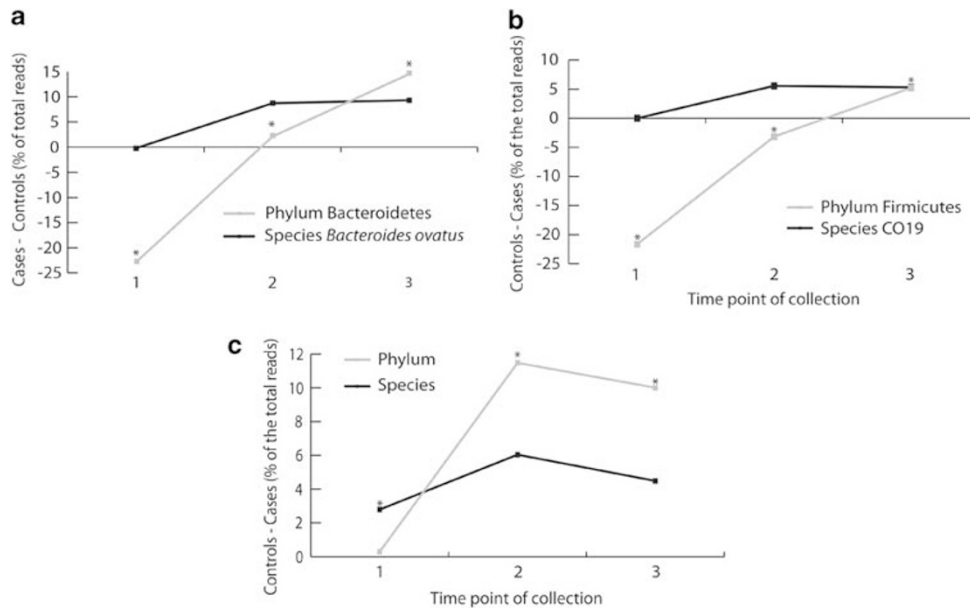 a
Cases - Controls (% of total reads)
15
10
5
0
-5
-10
-15
-20
-25
*
*
*
Phylum Bacteroidetes
Species Bacteroides ovatus
1 2 3
b
Controls - Cases (% of the total reads)
10
5
0
-5
-10
-15
-20
-25
*
*
*
Phylum Firmicutes
Species CO19
1 2 3
Time point of collection
c
Controls - Cases (% of the total reads)
12
10
8
6
4
2
0
Phylum
Species
*
*
*
1 2 3
Time point of collection